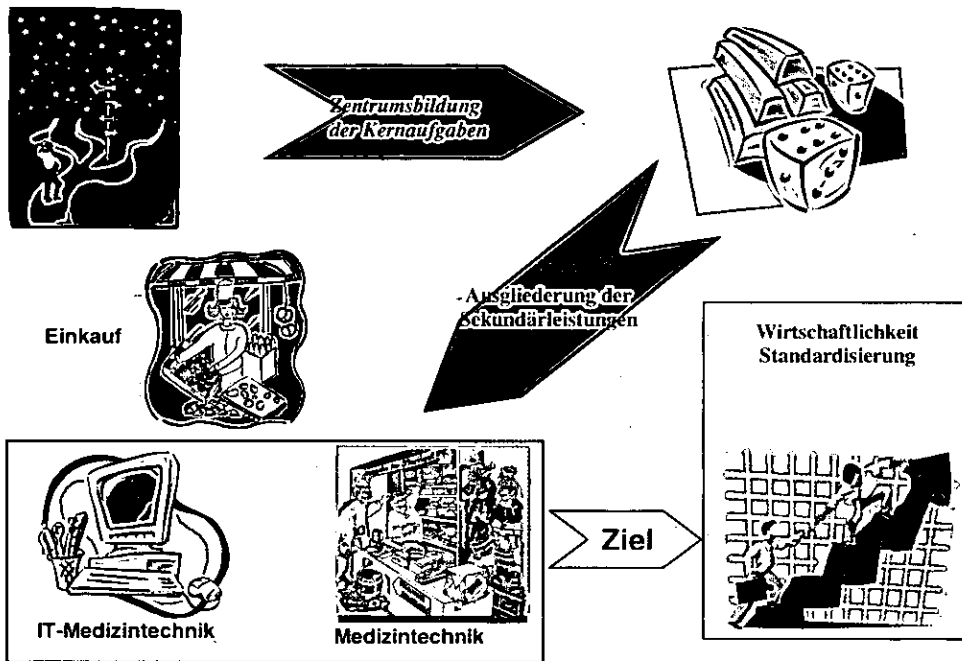 Zentrumsbildung
der Kernaufgaben
Ausgliederung der
Sekundärleistungen
Einkauf
Wirtschaftlichkeit
Standardisierung
Ziel
IT-Medizintechnik
Medizintechnik